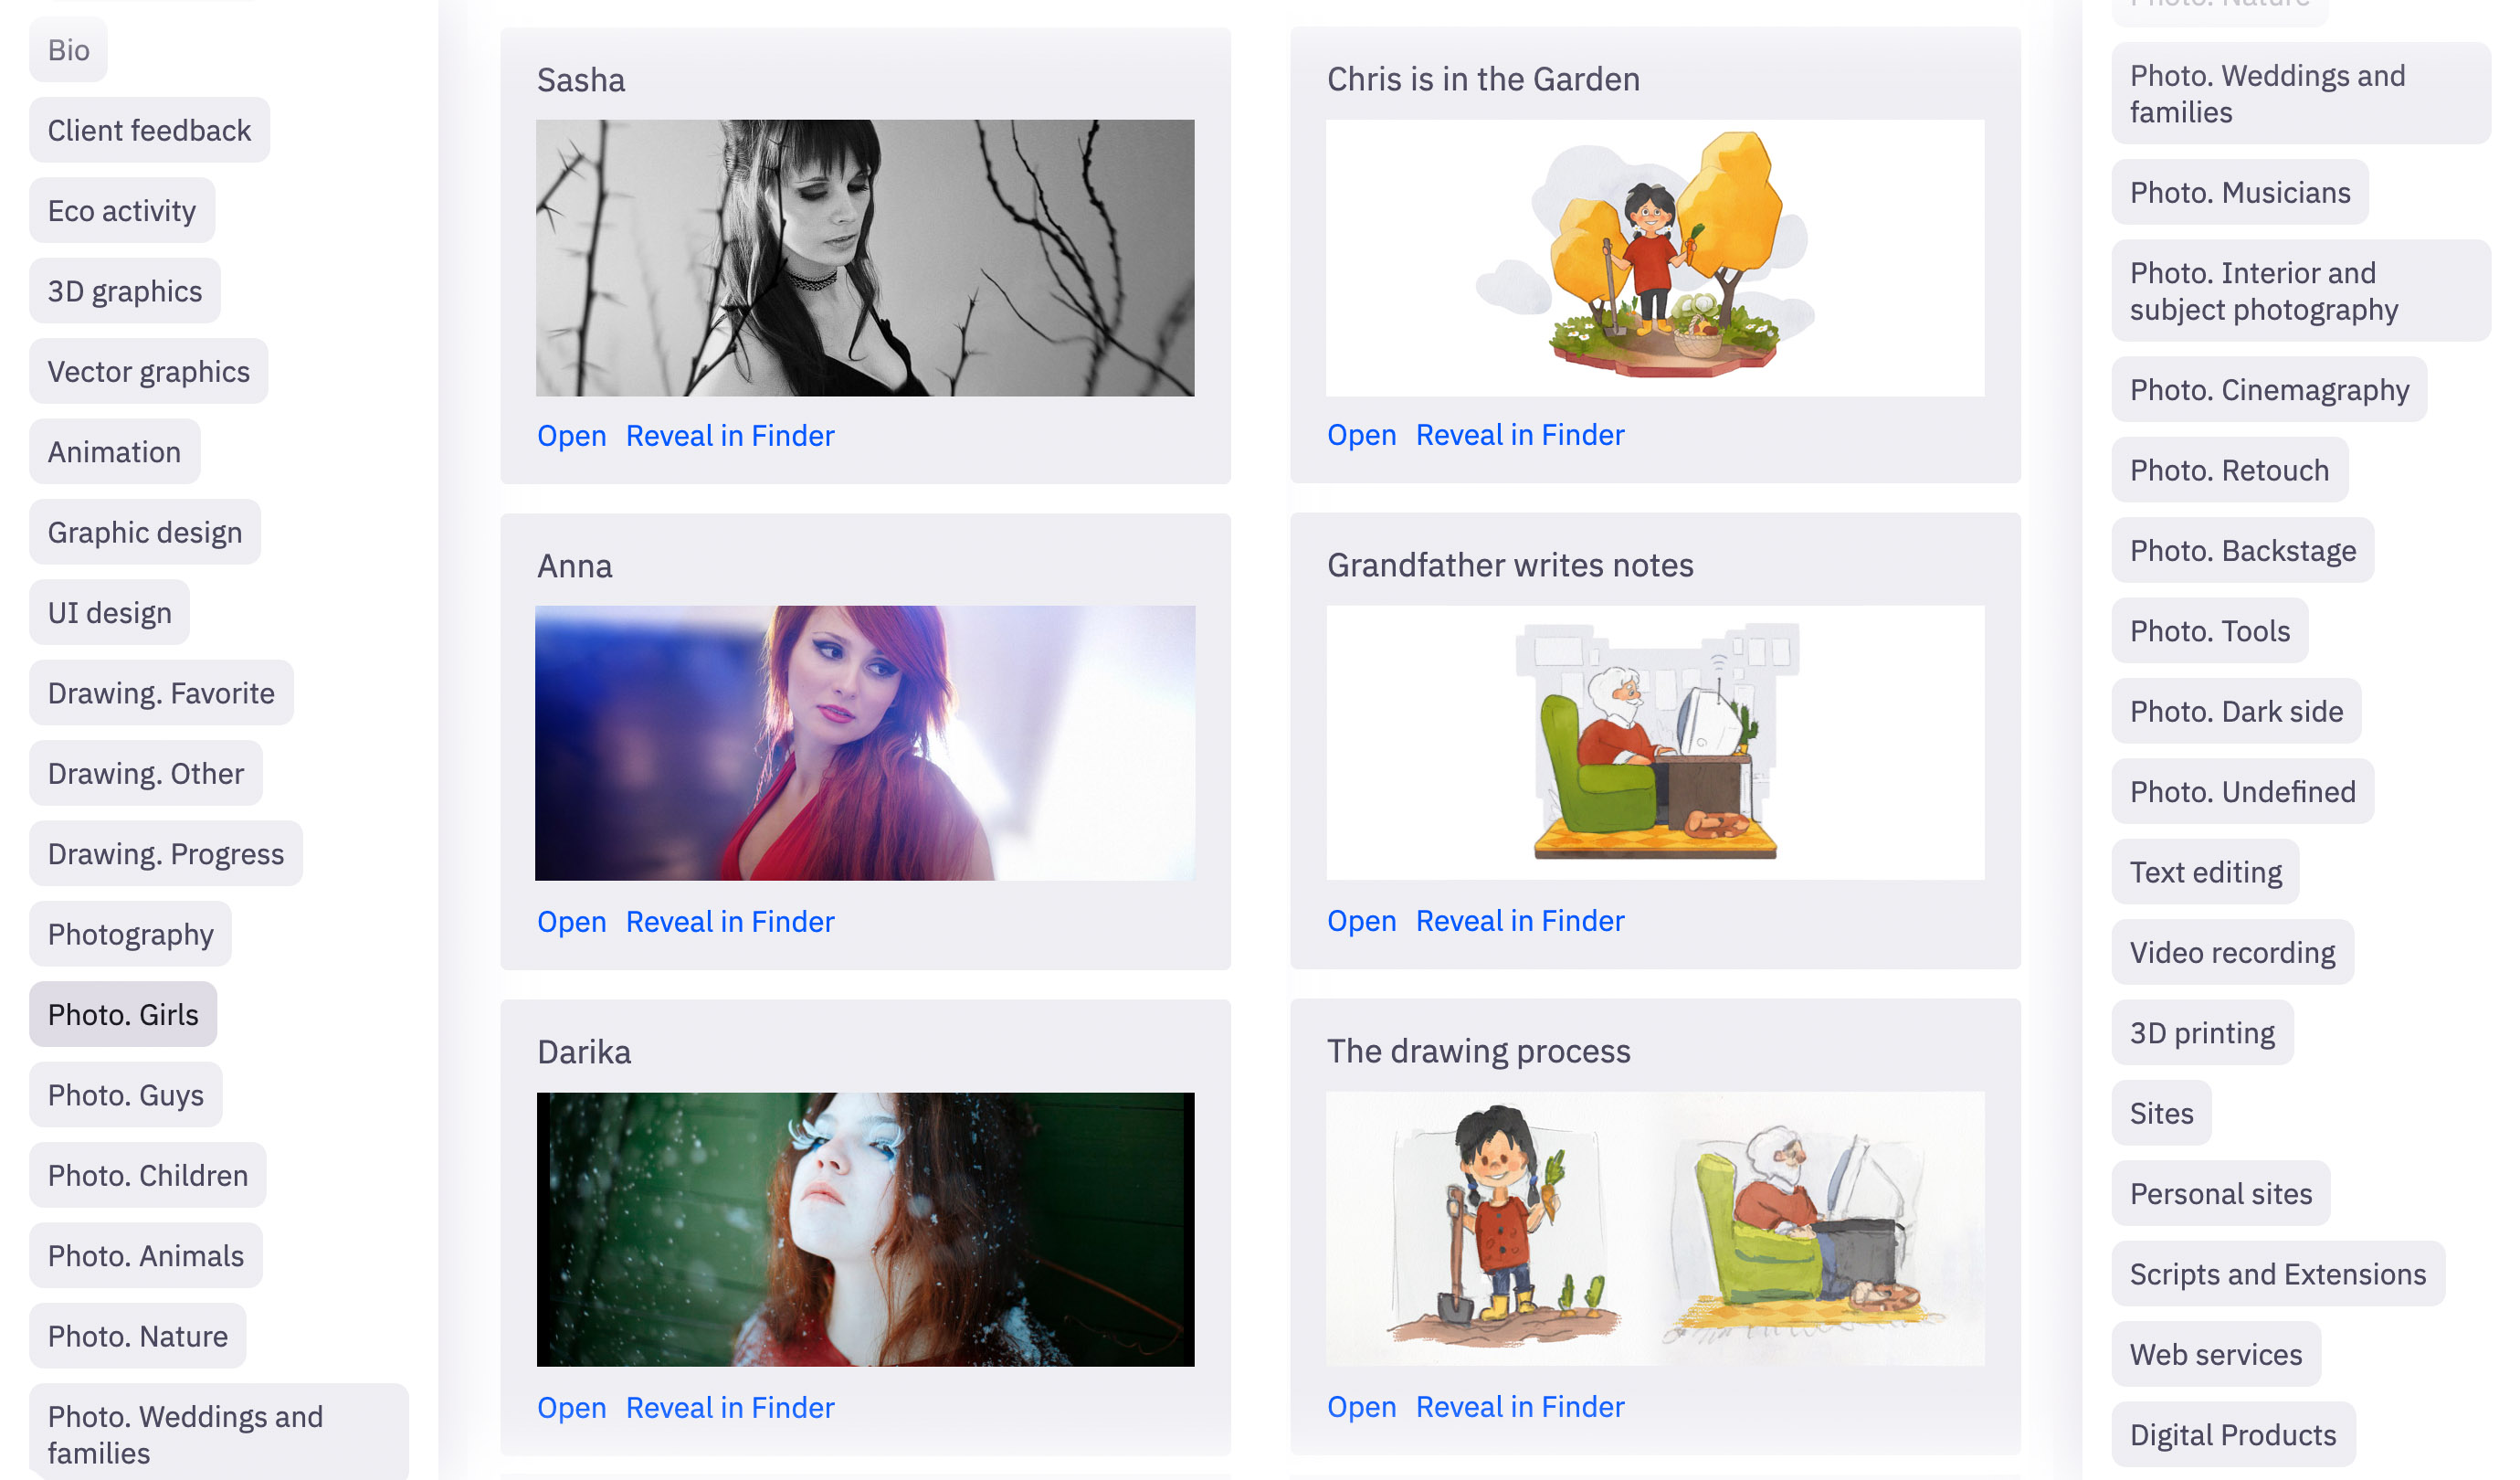 Bio
Client feedback
Eco activity
3D graphics
Vector graphics
Animation
Graphic design
UI design
Drawing. Favorite
Drawing. Other
Drawing. Progress
Photography
Photo. Girls
Photo. Guys
Photo. Children
Photo. Animals
Photo. Nature
Photo. Weddings and
families
Sasha
Open Reveal in Finder
Anna
Open Reveal in Finder
Darika
Open Reveal in Finder
Chris is in the Garden
Open Reveal in Finder
Grandfather writes notes
Open Reveal in Finder
The drawing process
Open Reveal in Finder
Photo. Nature
Photo. Weddings and
families
Photo. Musicians
Photo. Interior and
subject photography
Photo. Cinemagraphy
Photo. Retouch
Photo. Backstage
Photo. Tools
Photo. Dark side
Photo. Undefined
Text editing
Video recording
3D printing
Sites
Personal sites
Scripts and Extensions
Web services
Digital Products